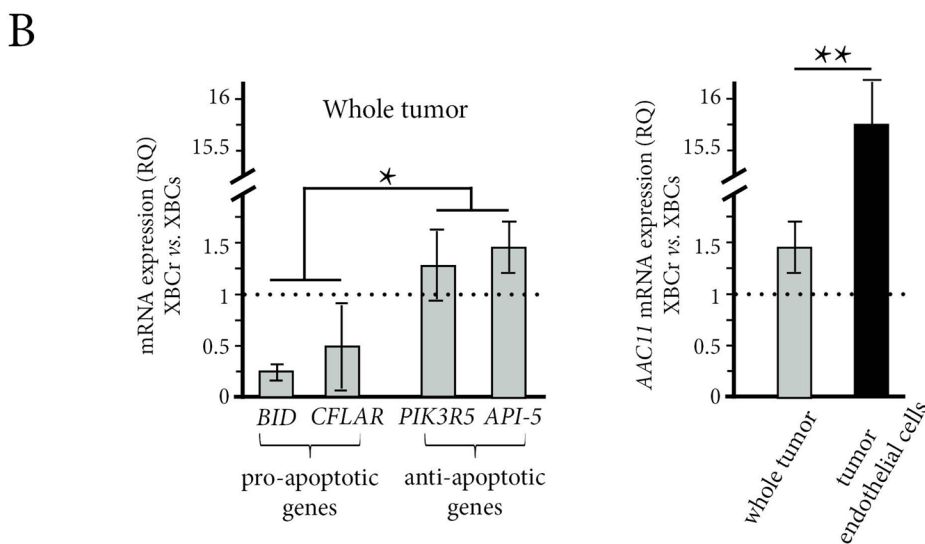 B
Whole tumor
mRNA expression (RQ)
XBCr vs. XBCs
16
15.5
1.5
1
0.5
0
*
BID CFLAR PIK3R5 API-5
pro-apoptotic
genes
anti-apoptotic
genes
AAC11 mRNA expression (RQ)
XBCr vs. XBCs
16
15.5
1.5
1
0.5
0
**
whole tumor
tumor
endothelial cells